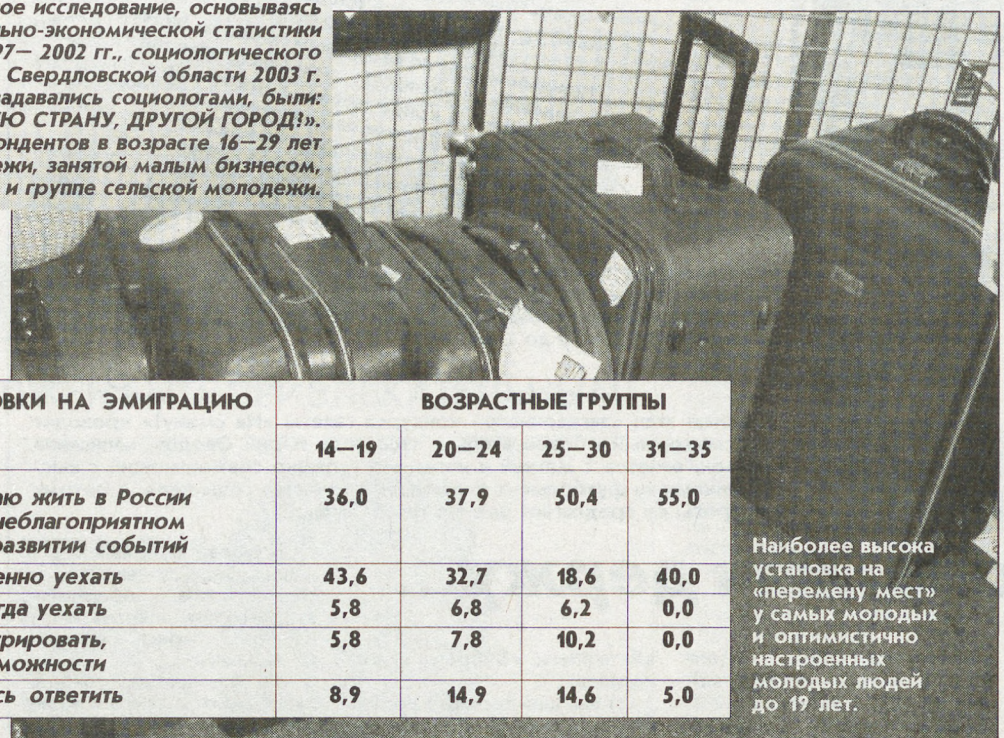 ое исследование, основываясь
ьно-экономической статистики
97— 2002 гг., социологического
Свердловской области 2003 г.
адавались социологами, были:
Ю СТРАНУ, ДРУГОЙ ГОРОД?».
ондентов в возрасте 16—29 лет
ежи, занятой малым бизнесом,
и группе сельской молодежи.
ОВКИ НА ЭМИГРАЦИЮ ВОЗРАСТНЫЕ ГРУППЫ
14—19 20—24 25—30 31—35
аю жить в России 36,0 37,9 50,4 55,0
неблагоприятном
развитии событий
енно уехать 43,6 32,7 18,6 40,0
гда уехать 5,8 6,8 6,2 0,0
грировать, 5,8 7,8 10,2 0,0
зможности
сь ответить 8,9 14,9 14,6 5,0
Наиболее высока
установка на
«перемену мест»
у самых молодых
и оптимистично
настроенных
молодых людей
до 19 лет.